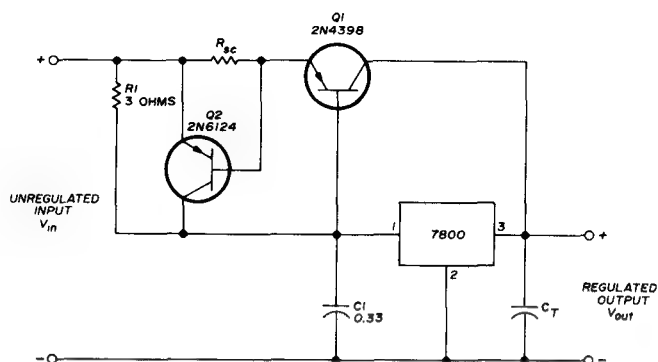 Q1
2N4398
Rsc
+
R1
3 OHMS
Q2
2N6124
UNREGULATED
INPUT
Vin
1
7800
3
+
2
C1
0.33
CT
REGULATED
OUTPUT
Vout
-
-